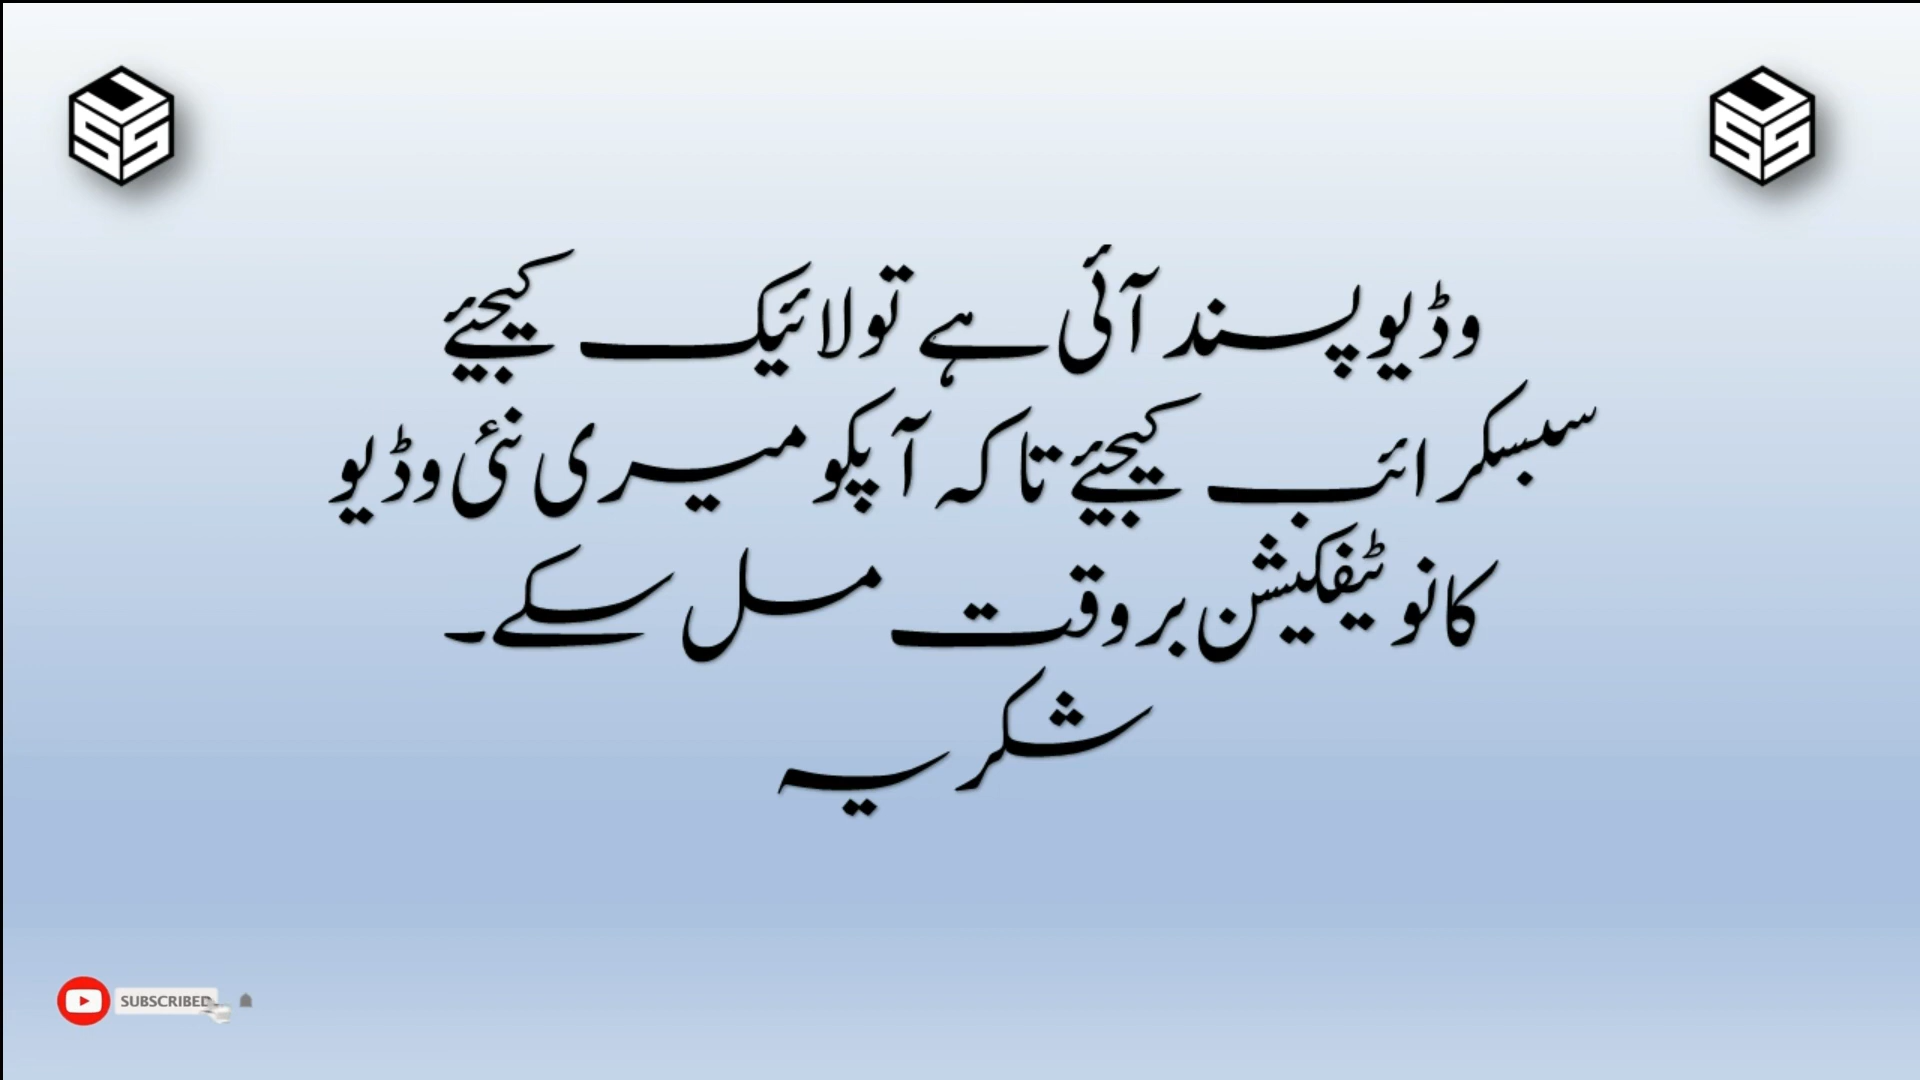 وڈیو پسند آئی ہے تو لائیک کیجیئے
سبسکرائب کیجیئے تاکہ آپکو میری نئی وڈیو
کا نوٹیفکیشن بروقت مل سکے۔
شکریہ
SUBSCRIBED